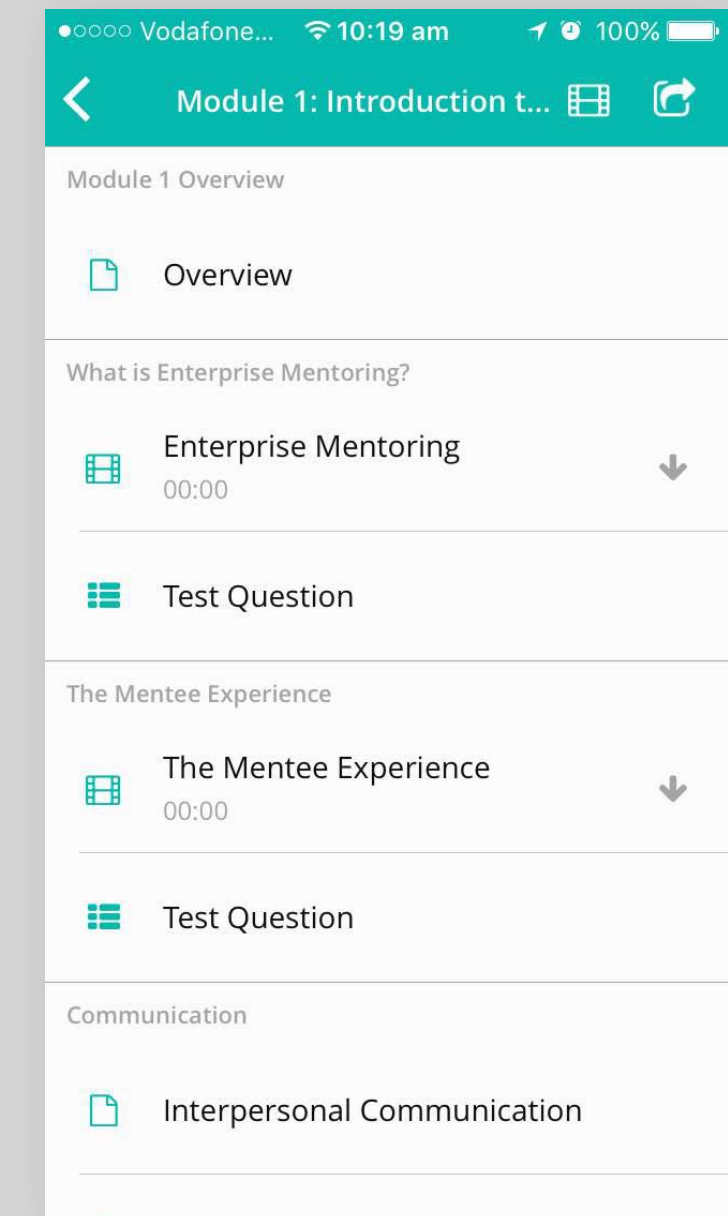 Vodafone... 10:19 am 100%
Module 1: Introduction t...
Module 1 Overview
Overview
What is Enterprise Mentoring?
Enterprise Mentoring
00:00
Test Question
The Mentee Experience
The Mentee Experience
00:00
Test Question
Communication
Interpersonal Communication